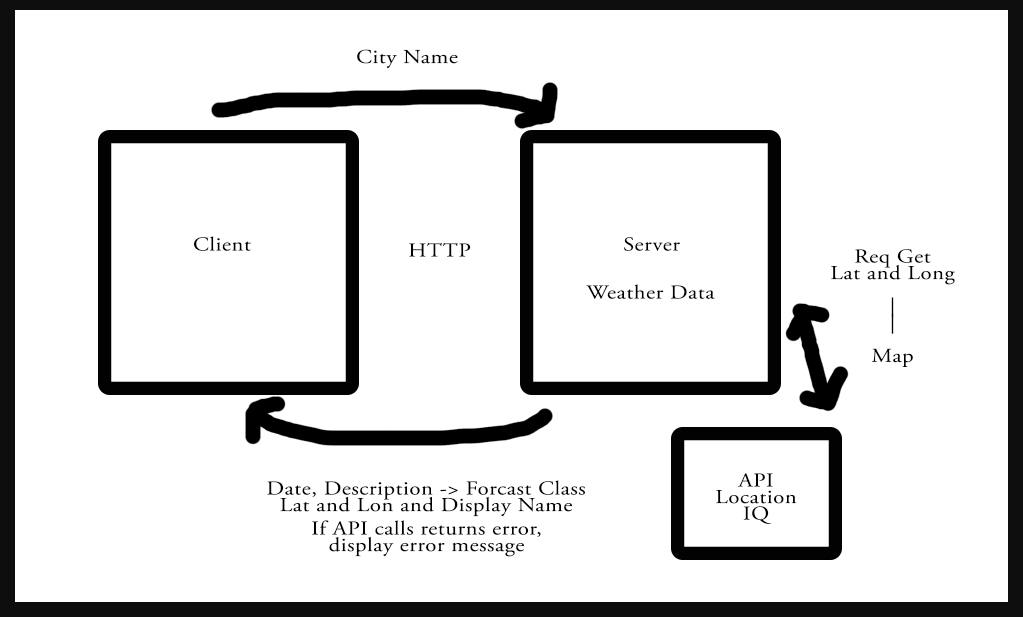 City Name
Client
HTTP
Server
Weather Data
Req Get
Lat and Long
Map
Date, Description -> Forcast Class
Lat and Lon and Display Name
If API calls returns error,
display error message
API
Location
IQ